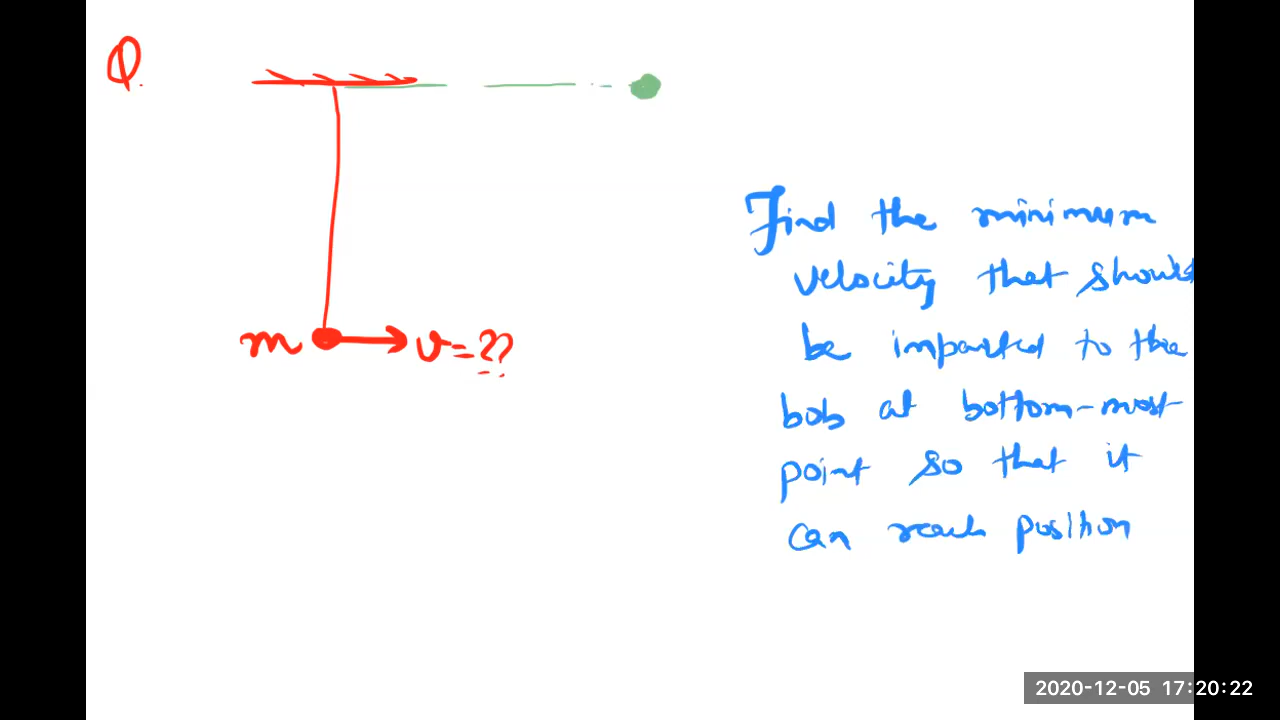 Q.
m
v = ??
Find the minimum
velocity that should
be imparted to the
bob at bottom-most
point so that it
can reach position
2020-12-05 17:20:22